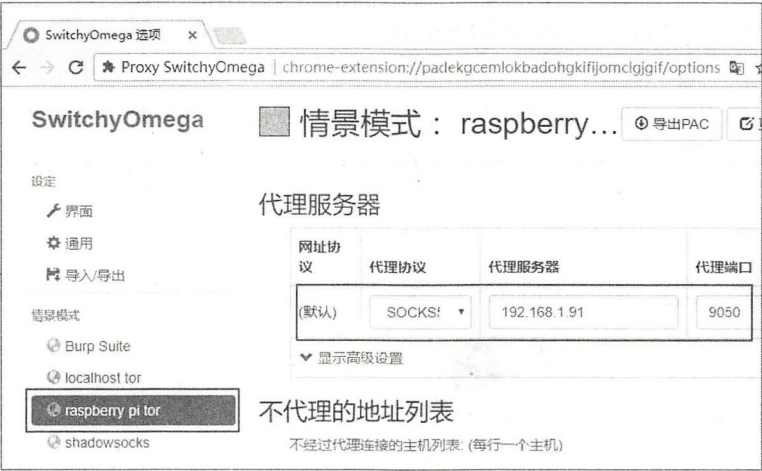 SwitchyOmega 选项 ×
Proxy SwitchyOmega | chrome-extension://padekgcemlokbadohgkifijomclgjgif/options
SwitchyOmega
情景模式： raspberry...
导出PAC
设定
界面
通用
导入/导出
情景模式
Burp Suite
localhost tor
raspberry pi tor
shadowsocks
代理服务器
网址协议 代理协议 代理服务器 代理端口
(默认) SOCKS 192.168.1.91 9050
显示高级设置
不代理的地址列表
不经过代理连接的主机列表: (每行一个主机)